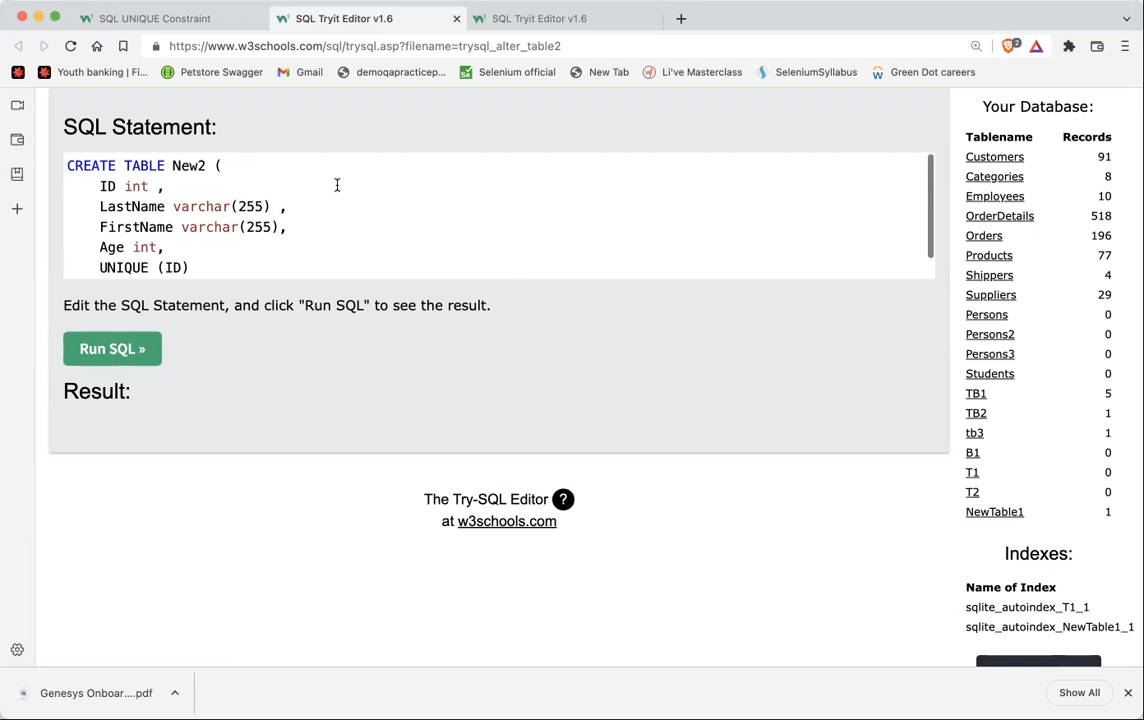 SQL UNIQUE Constraint
SQL Tryit Editor v1.6
SQL Tryit Editor v1.6
https://www.w3schools.com/sql/trysql.asp?filename=trysql_alter_table2
2
Youth banking | Fi...
Petstore Swagger
Gmail
demoqapracticep...
Selenium official
New Tab
Li've Masterclass
SeleniumSyllabus
Green Dot careers
SQL Statement:
CREATE TABLE New2 (
ID int ,
LastName varchar(255) ,
FirstName varchar(255),
Age int,
UNIQUE (ID)
Edit the SQL Statement, and click "Run SQL" to see the result.
Run SQL »
Result:
The Try-SQL Editor ?
at w3schools.com
Your Database:
Tablename Records
Customers 91
Categories 8
Employees 10
OrderDetails 518
Orders 196
Products 77
Shippers 4
Suppliers 29
Persons 0
Persons2 0
Persons3 0
Students 0
TB1 5
TB2 1
tb3 1
B1 0
T1 0
T2 0
NewTable1 1
Indexes:
Name of Index
sqlite_autoindex_T1_1
sqlite_autoindex_NewTable1_1
Genesys Onboar....pdf
Show All